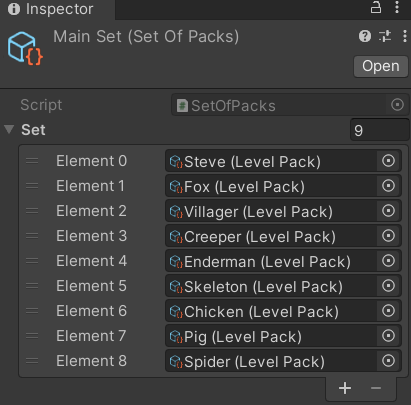 Inspector
Main Set (Set Of Packs)
Open
Script SetOfPacks
Set 9
Element 0 Steve (Level Pack)
Element 1 Fox (Level Pack)
Element 2 Villager (Level Pack)
Element 3 Creeper (Level Pack)
Element 4 Enderman (Level Pack)
Element 5 Skeleton (Level Pack)
Element 6 Chicken (Level Pack)
Element 7 Pig (Level Pack)
Element 8 Spider (Level Pack)